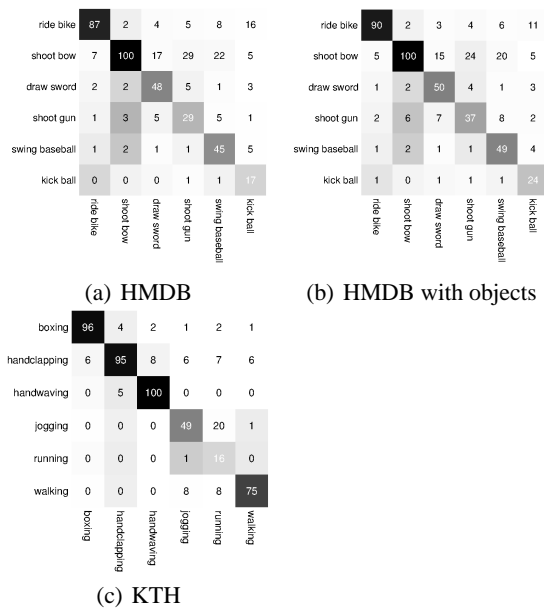 ride bike 87 2 4 5 8 16
shoot bow 7 100 17 29 22 5
draw sword 2 2 48 5 1 3
shoot gun 1 3 5 29 5 1
swing baseball 1 2 1 1 45 5
kick ball 0 0 0 1 1 17
ride bike shoot bow draw sword shoot gun swing baseball kick ball
(a) HMDB
ride bike 90 2 3 4 6 11
shoot bow 5 100 15 24 20 5
draw sword 1 2 50 4 1 3
shoot gun 2 6 7 37 8 2
swing baseball 1 2 1 1 49 4
kick ball 1 0 1 1 1 24
ride bike shoot bow draw sword shoot gun swing baseball kick ball
(b) HMDB with objects
boxing 96 4 2 1 2 1
handclapping 6 95 8 6 7 6
handwaving 0 5 100 0 0 0
jogging 0 0 0 49 20 1
running 0 0 0 1 16 0
walking 0 0 0 8 8 75
boxing handclapping handwaving jogging running walking
(c) KTH